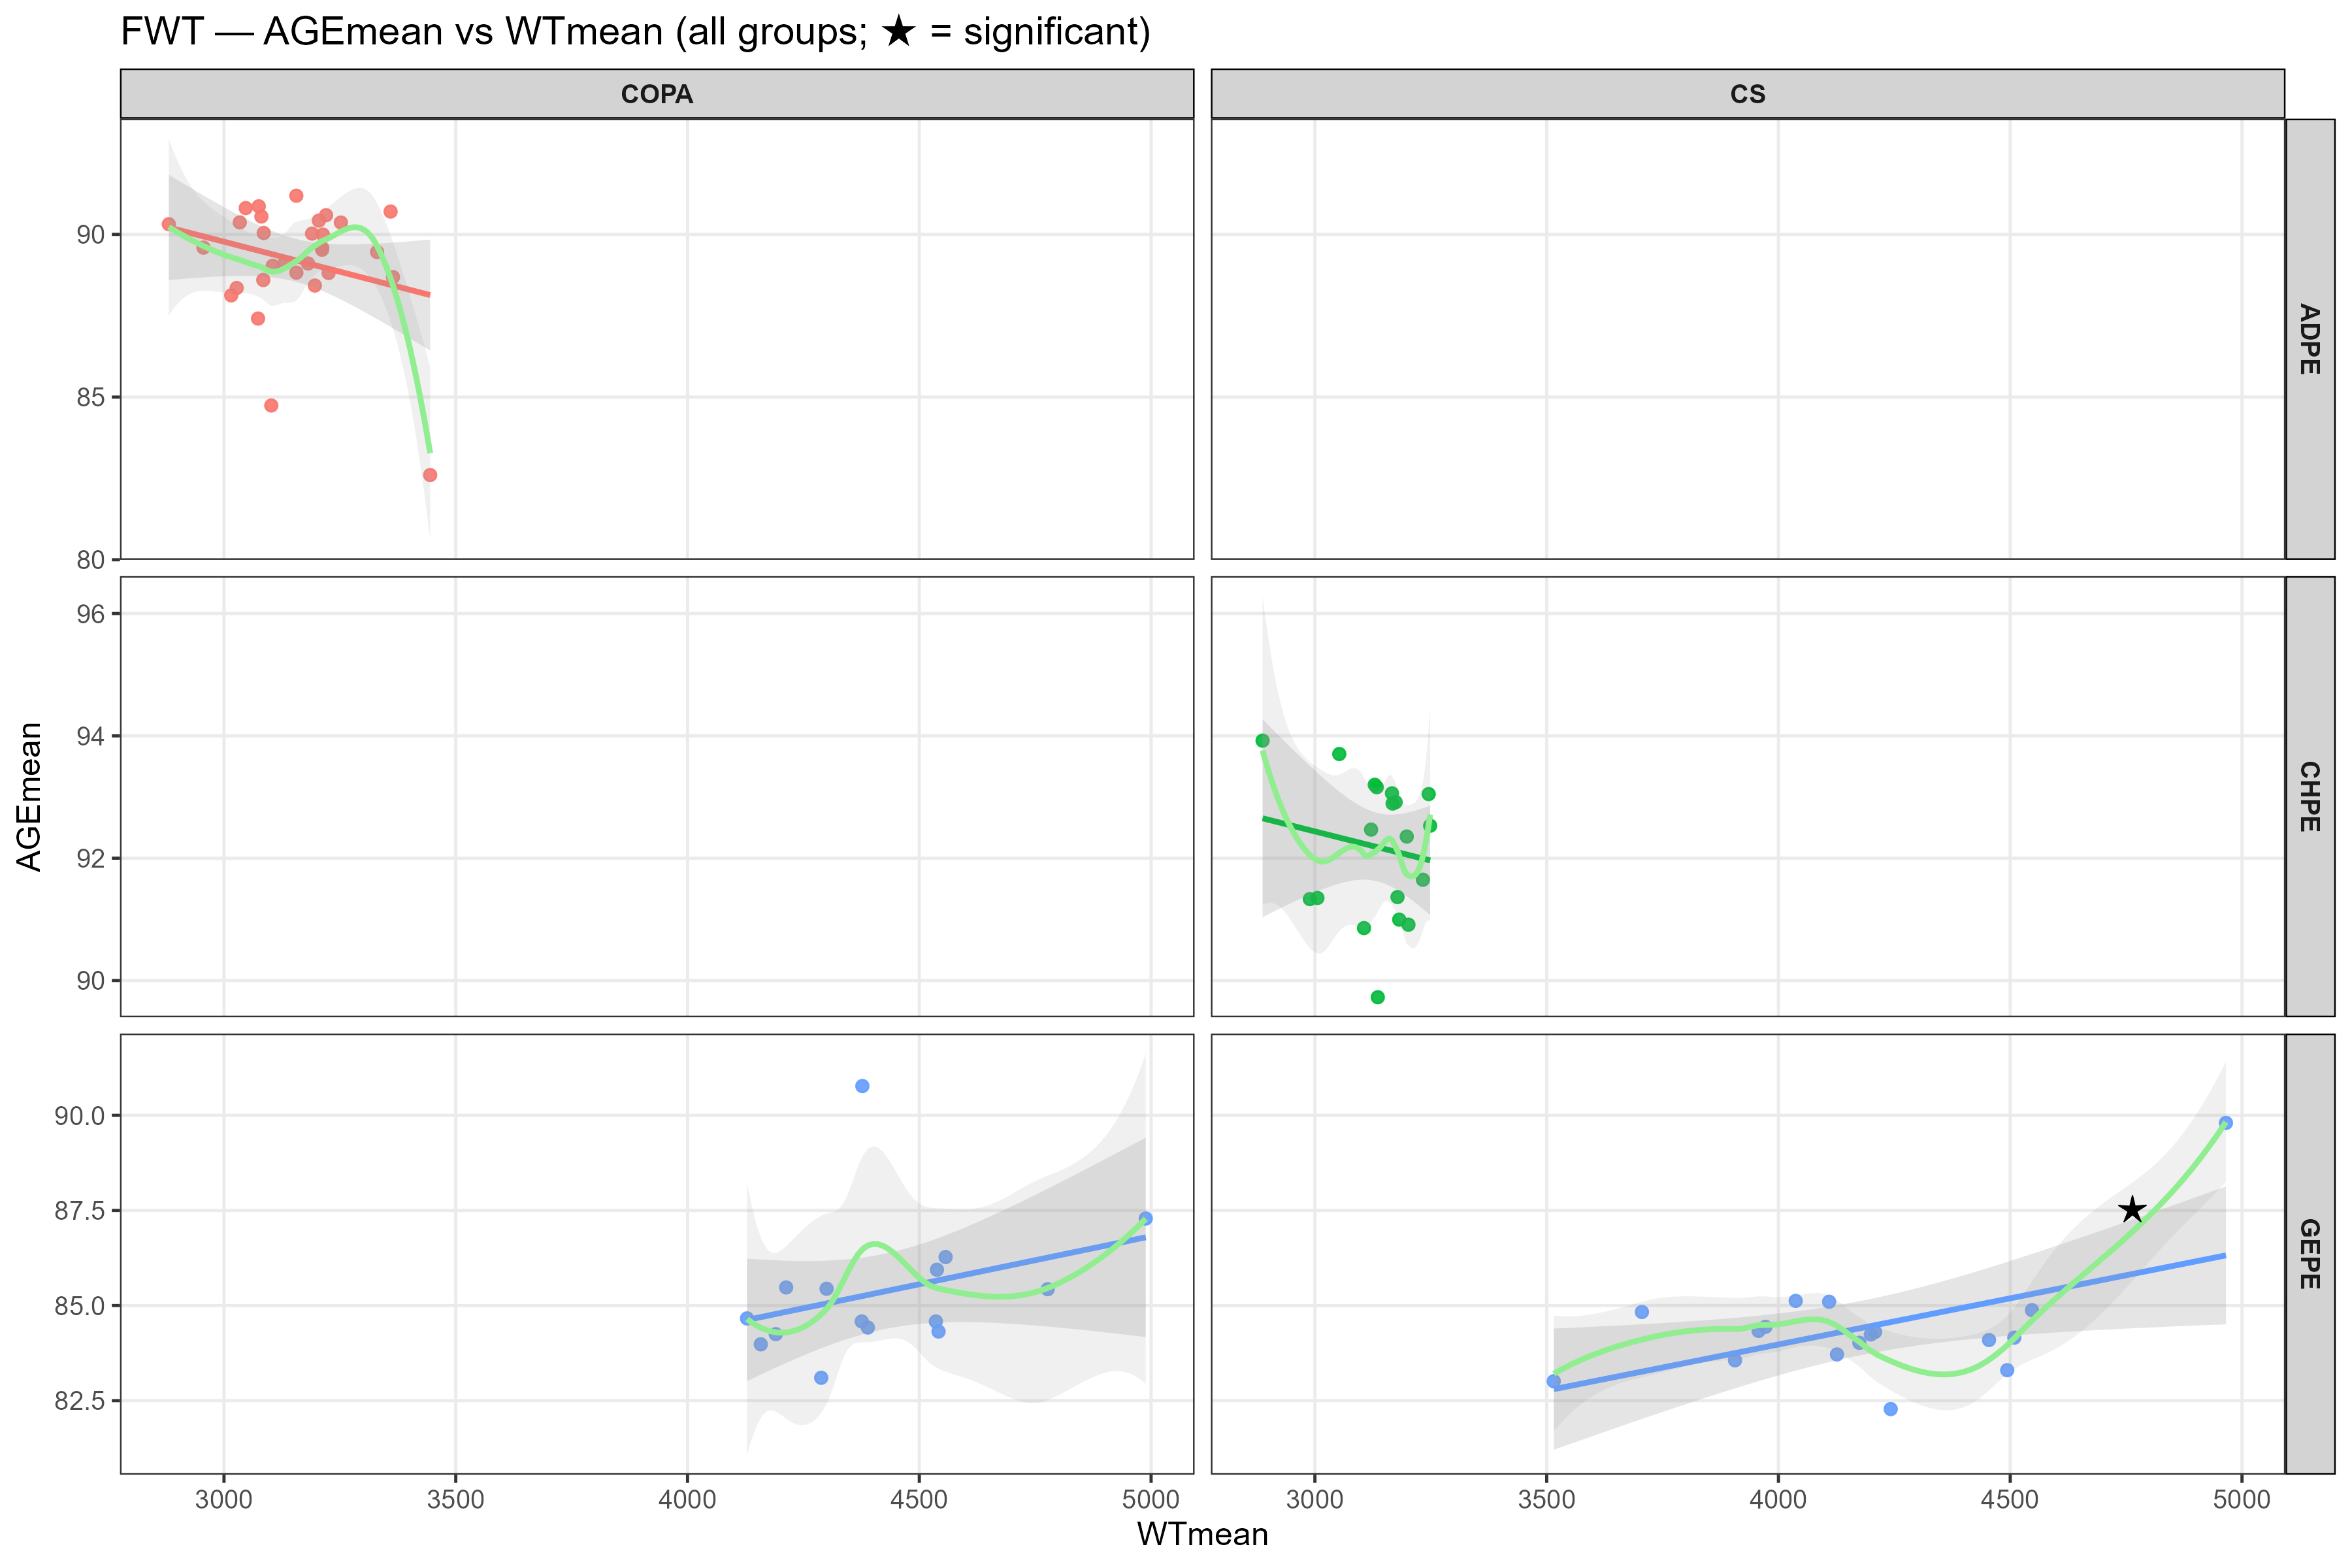 FWT — AGEmean vs WTmean (all groups; ★ = significant)
COPA
CS
90
85
80
ADPE
96
94
92
90
CHPE
90.0
87.5
85.0
82.5
GEPE
3000
3500
4000
4500
5000
3000
3500
4000
4500
5000
WTmean
AGEmean